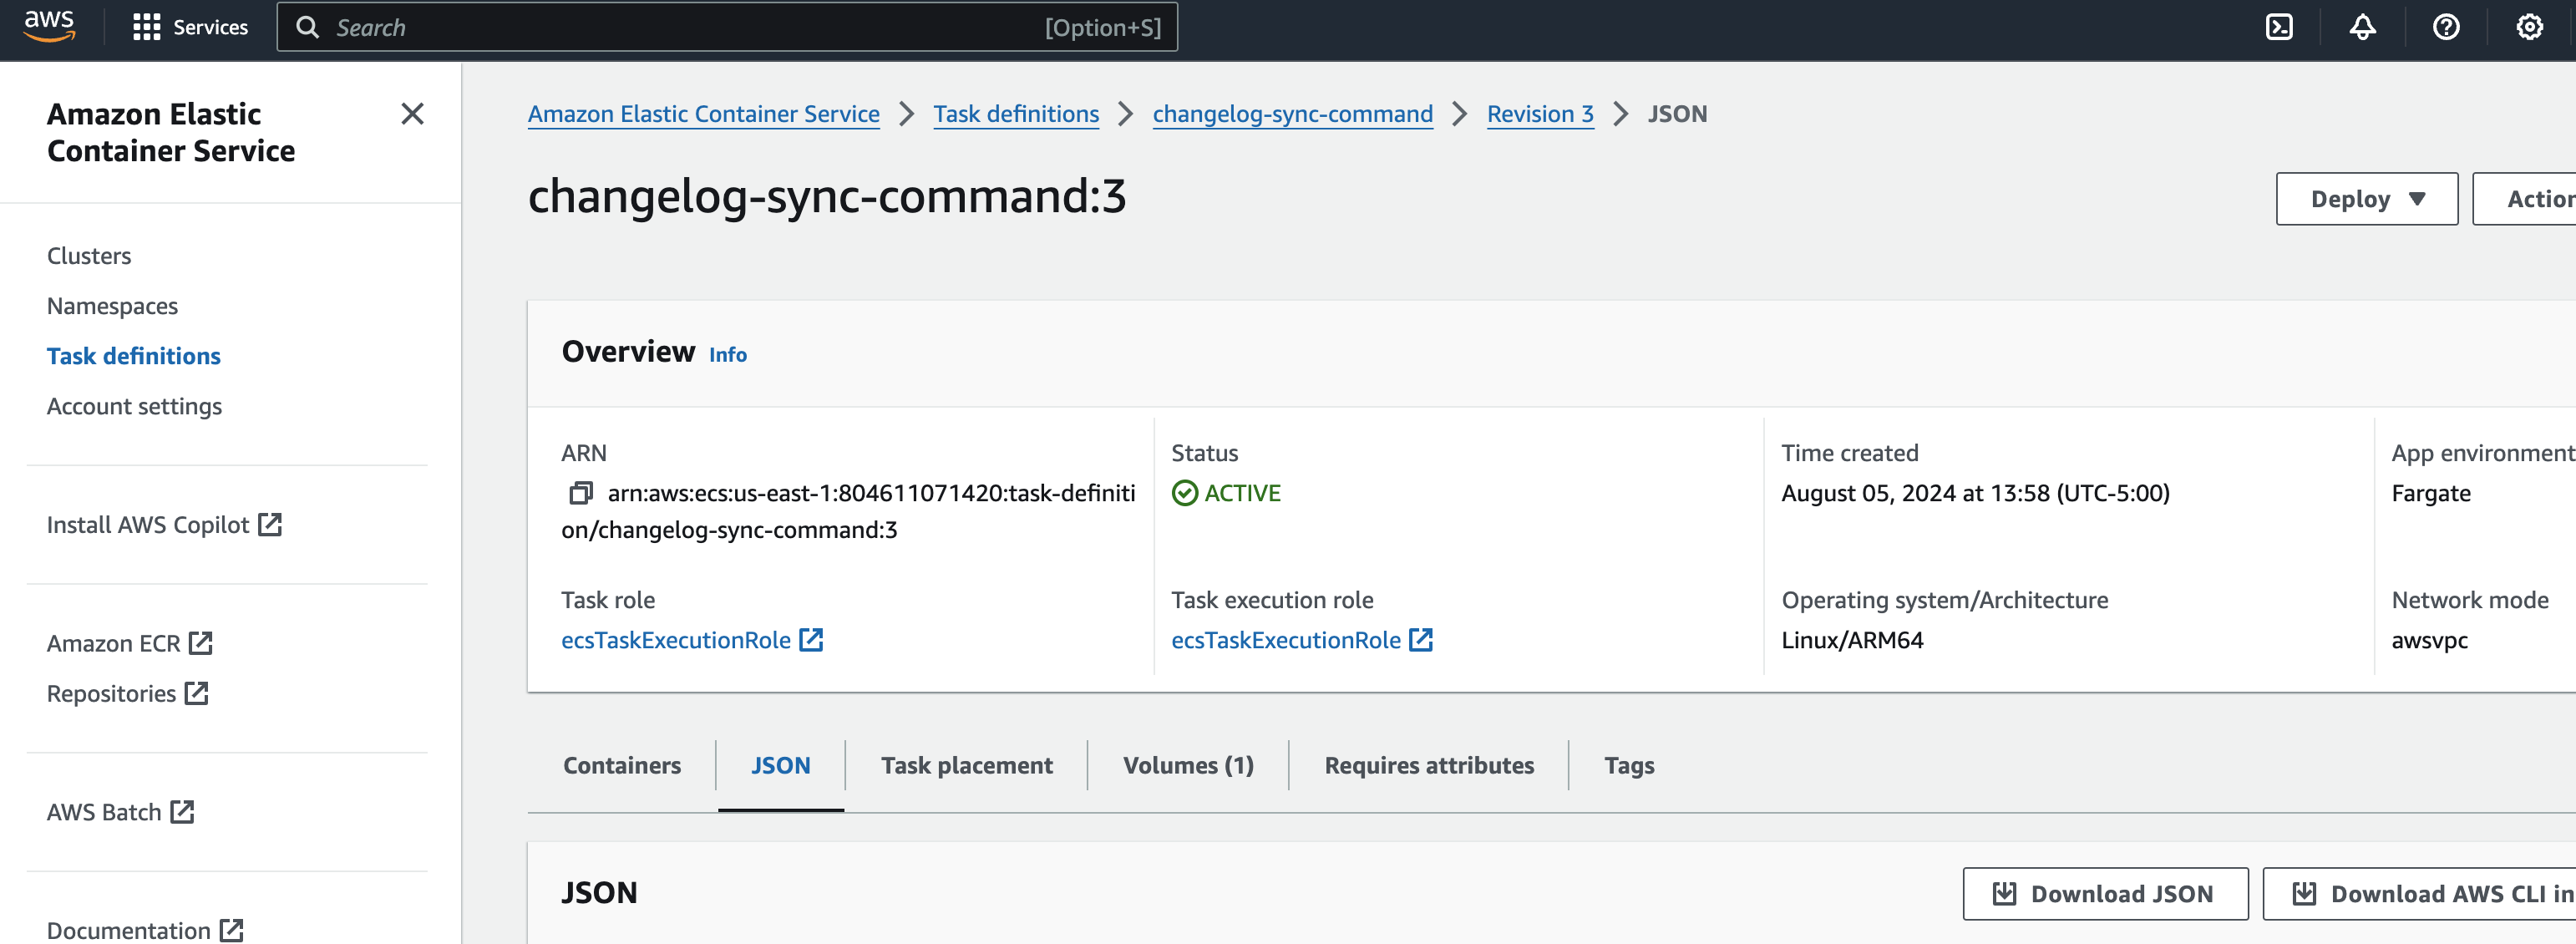 aws
Services
Search
[Option+S]
Amazon Elastic
Container Service
Clusters
Namespaces
Task definitions
Account settings
Install AWS Copilot
Amazon ECR
Repositories
AWS Batch
Documentation
Amazon Elastic Container Service > Task definitions > changelog-sync-command > Revision 3 > JSON
changelog-sync-command:3
Deploy
Overview Info
ARN
arn:aws:ecs:us-east-1:804611071420:task-definiti
on/changelog-sync-command:3
Status
ACTIVE
Time created
August 05, 2024 at 13:58 (UTC-5:00)
App environment
Fargate
Task role
ecsTaskExecutionRole
Task execution role
ecsTaskExecutionRole
Operating system/Architecture
Linux/ARM64
Network mode
awsvpc
Containers
JSON
Task placement
Volumes (1)
Requires attributes
Tags
JSON
Download JSON
Download AWS CLI